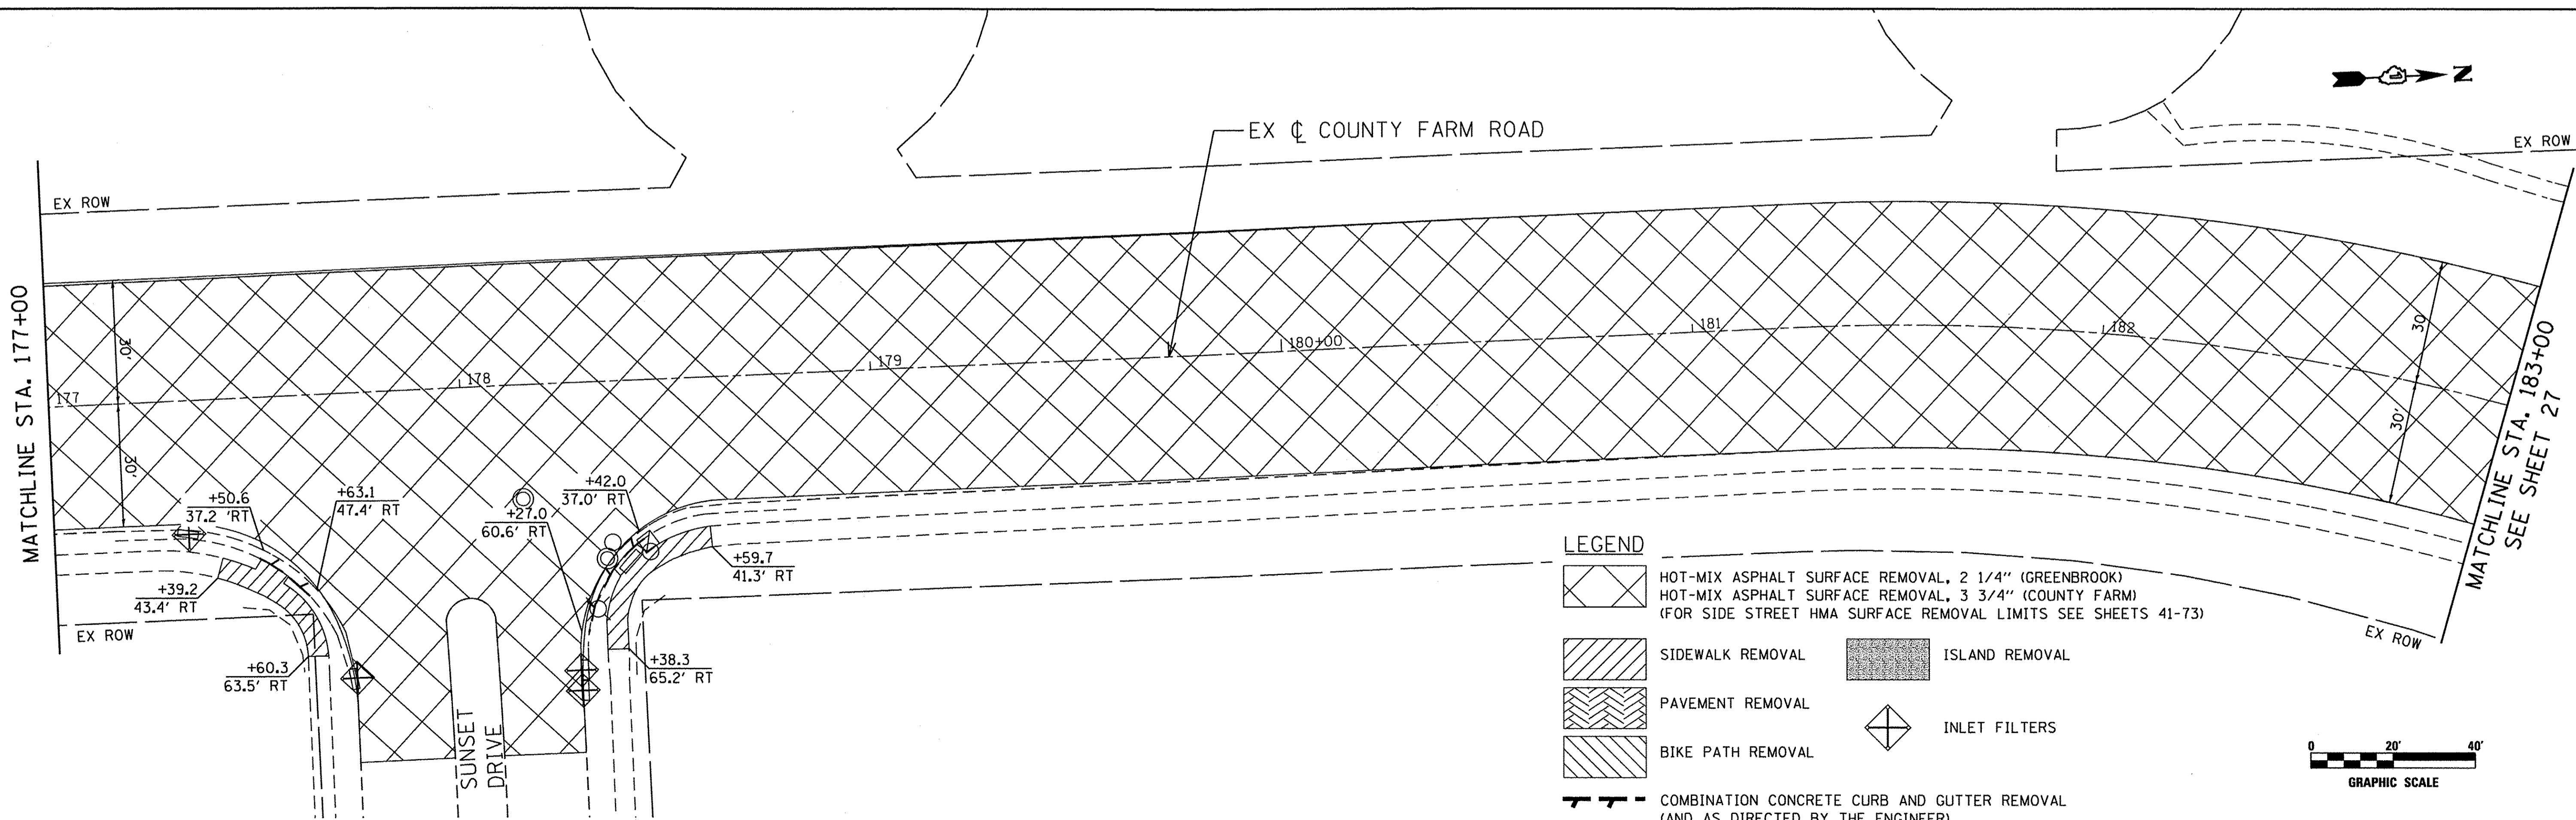 N
EX ℄ COUNTY FARM ROAD
EX ROW
EX ROW
MATCHLINE STA. 177+00
30'
30'
177
178
179
180+00
181
182
30'
30'
MATCHLINE STA. 183+00
SEE SHEET 27
+50.6
37.2 'RT
+63.1
47.4' RT
+42.0
37.0' RT
+27.0
60.6' RT
+59.7
41.3' RT
+39.2
43.4' RT
EX ROW
+60.3
63.5' RT
+38.3
65.2' RT
EX ROW
SUNSET
DRIVE
LEGEND
HOT-MIX ASPHALT SURFACE REMOVAL, 2 1/4" (GREENBROOK)
HOT-MIX ASPHALT SURFACE REMOVAL, 3 3/4" (COUNTY FARM)
(FOR SIDE STREET HMA SURFACE REMOVAL LIMITS SEE SHEETS 41-73)
SIDEWALK REMOVAL
ISLAND REMOVAL
PAVEMENT REMOVAL
INLET FILTERS
BIKE PATH REMOVAL
COMBINATION CONCRETE CURB AND GUTTER REMOVAL
(AND AS DIRECTED BY THE ENGINEER)
0 20' 40'
GRAPHIC SCALE